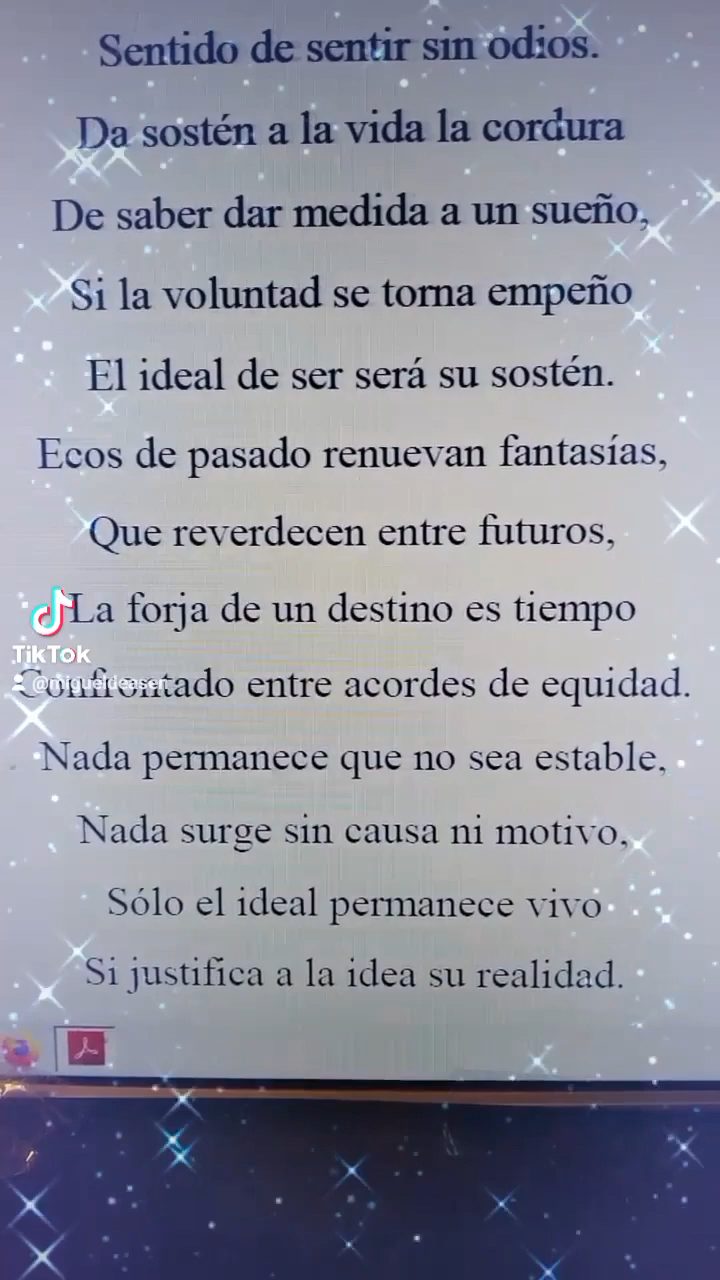 Sentido de sentir sin odios.
Da sostén a la vida la cordura
De saber dar medida a un sueño,
Si la voluntad se torna empeño
El ideal de ser será su sostén.
Ecos de pasado renuevan fantasías,
Que reverdecen entre futuros,
La forja de un destino es tiempo
TikTok
Confrontado entre acordes de equidad.
@migueldeasen
Nada permanece que no sea estable,
Nada surge sin causa ni motivo,
Sólo el ideal permanece vivo
Si justifica a la idea su realidad.